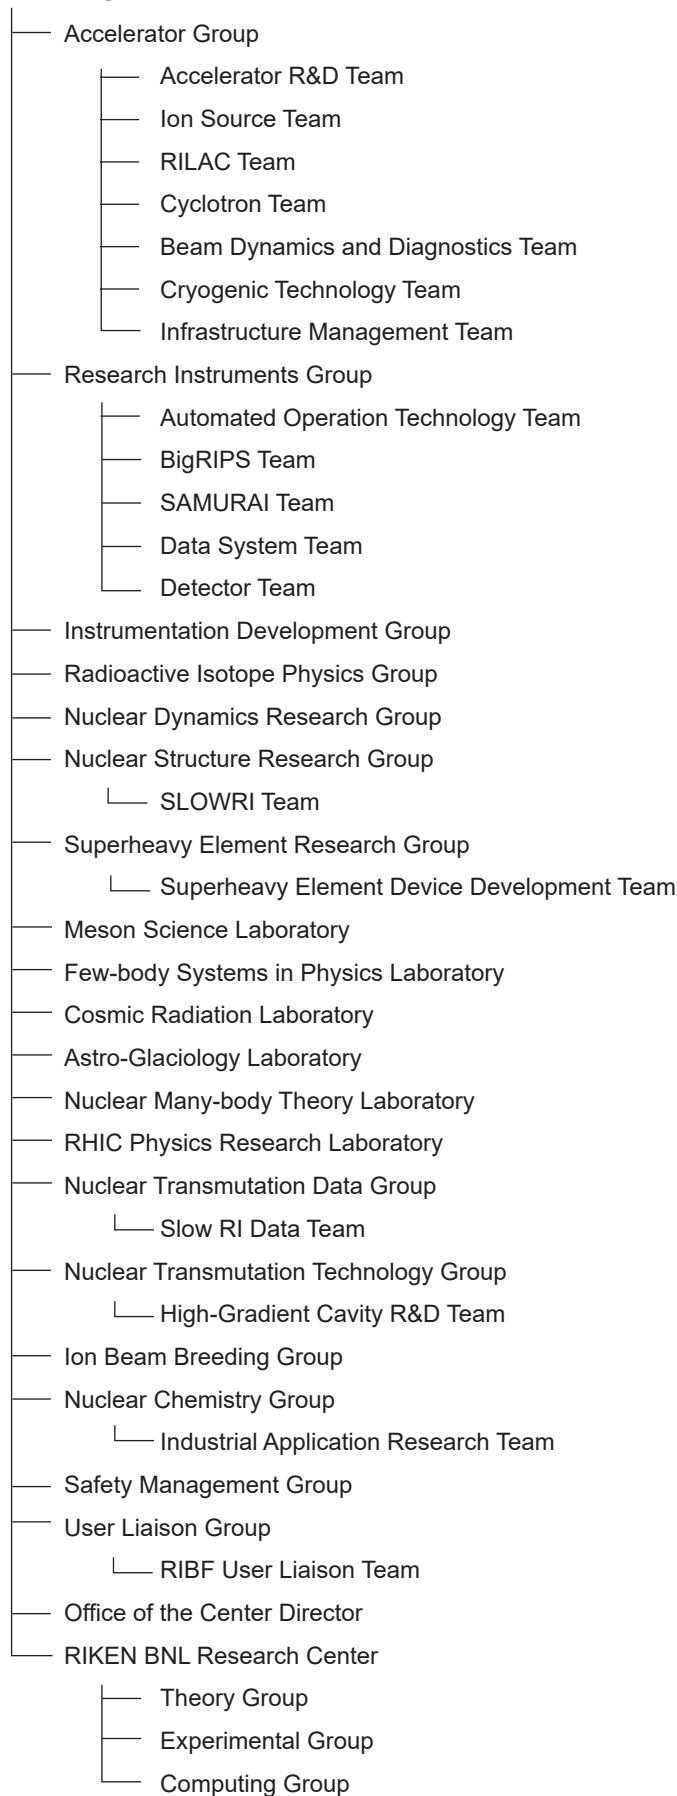 Accelerator Group
Accelerator R&D Team
Ion Source Team
RILAC Team
Cyclotron Team
Beam Dynamics and Diagnostics Team
Cryogenic Technology Team
Infrastructure Management Team
Research Instruments Group
Automated Operation Technology Team
BigRIPS Team
SAMURAI Team
Data System Team
Detector Team
Instrumentation Development Group
Radioactive Isotope Physics Group
Nuclear Dynamics Research Group
Nuclear Structure Research Group
SLOWRI Team
Superheavy Element Research Group
Superheavy Element Device Development Team
Meson Science Laboratory
Few-body Systems in Physics Laboratory
Cosmic Radiation Laboratory
Astro-Glaciology Laboratory
Nuclear Many-body Theory Laboratory
RHIC Physics Research Laboratory
Nuclear Transmutation Data Group
Slow RI Data Team
Nuclear Transmutation Technology Group
High-Gradient Cavity R&D Team
Ion Beam Breeding Group
Nuclear Chemistry Group
Industrial Application Research Team
Safety Management Group
User Liaison Group
RIBF User Liaison Team
Office of the Center Director
RIKEN BNL Research Center
Theory Group
Experimental Group
Computing Group